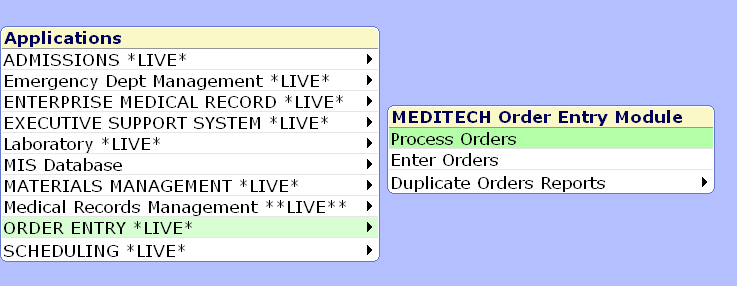 Applications
ADMISSIONS *LIVE*
Emergency Dept Management *LIVE*
ENTERPRISE MEDICAL RECORD *LIVE*
EXECUTIVE SUPPORT SYSTEM *LIVE*
Laboratory *LIVE*
MIS Database
MATERIALS MANAGEMENT *LIVE*
Medical Records Management **LIVE**
ORDER ENTRY *LIVE*
SCHEDULING *LIVE*
MEDITECH Order Entry Module
Process Orders
Enter Orders
Duplicate Orders Reports